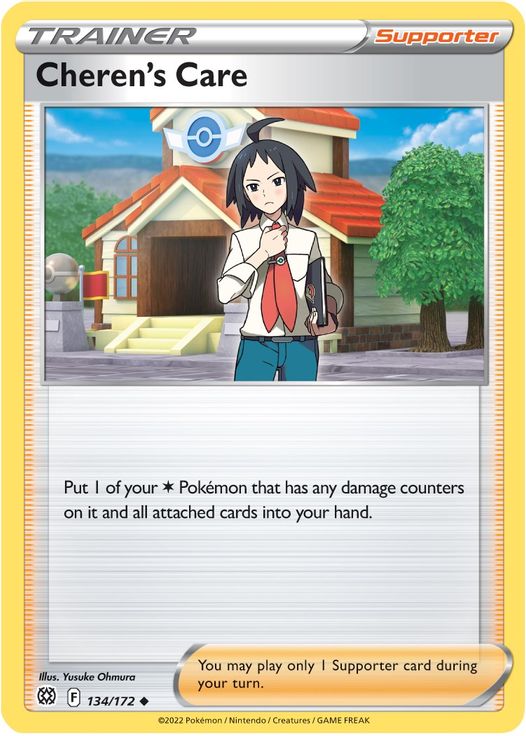 TRAINER Supporter
Cheren's Care
Put 1 of your Pokémon that has any damage counters
on it and all attached cards into your hand.
Illus. Yusuke Ohmura
You may play only 1 Supporter card during
your turn.
F 134/172
©2022 Pokémon / Nintendo / Creatures / GAME FREAK